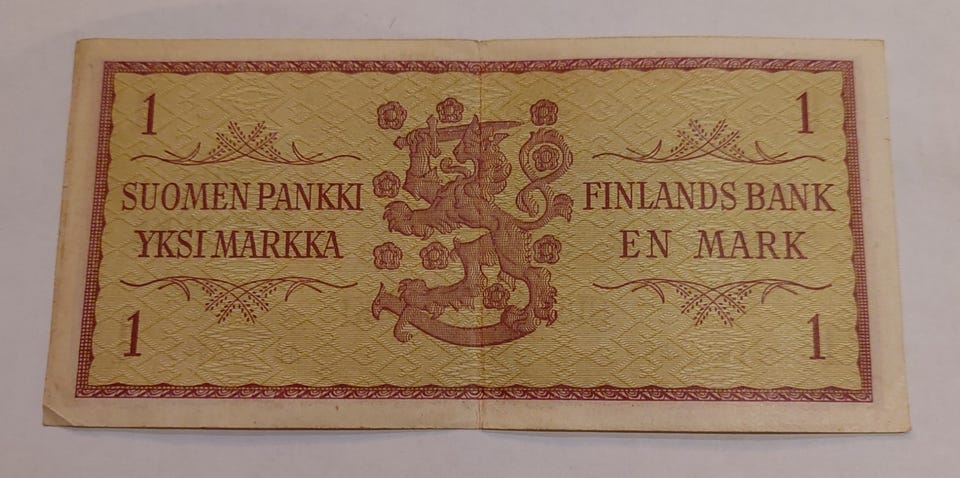 1
1
SUOMEN PANKKI
YKSI MARKKA
FINLANDS BANK
EN MARK
1
1